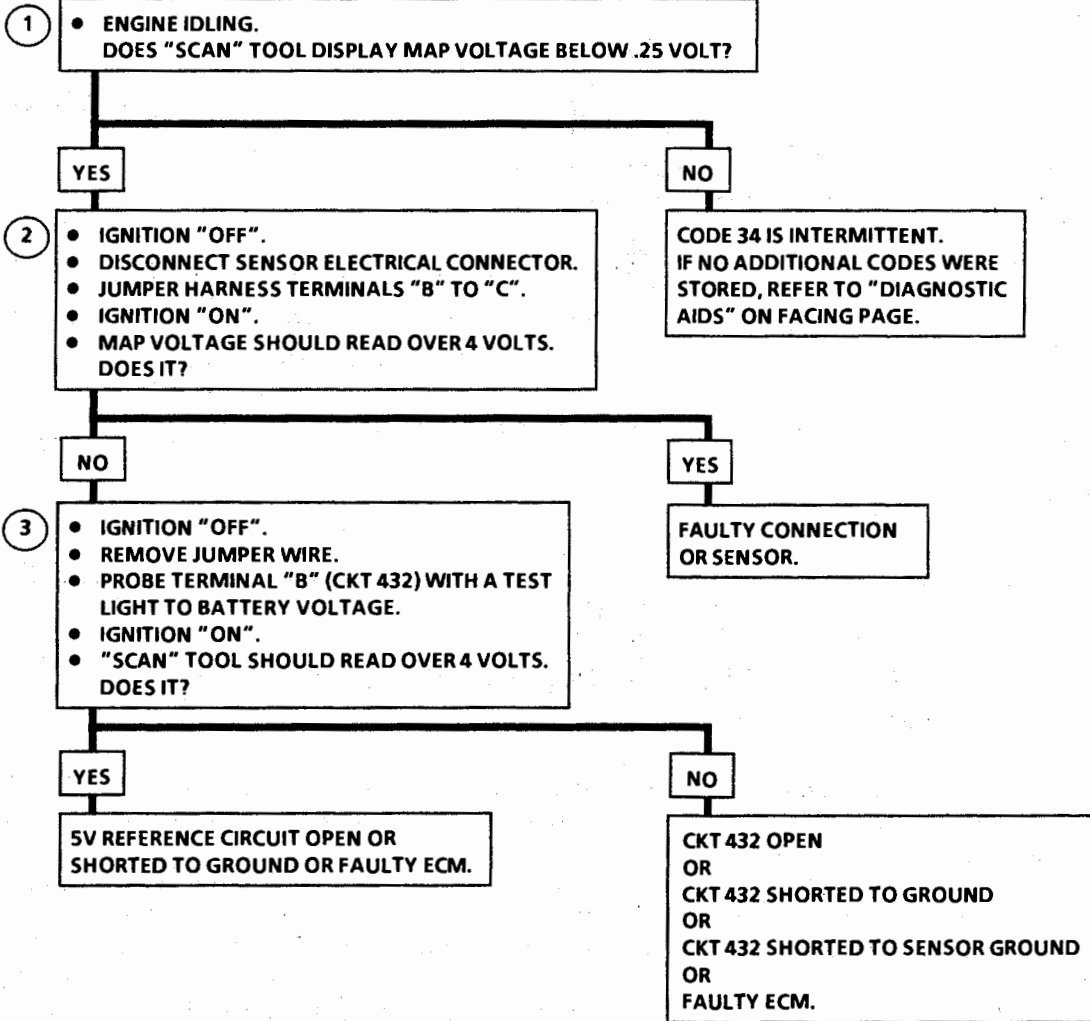 1
● ENGINE IDLING.
DOES "SCAN" TOOL DISPLAY MAP VOLTAGE BELOW .25 VOLT?
YES
NO
2
● IGNITION "OFF".
● DISCONNECT SENSOR ELECTRICAL CONNECTOR.
● JUMPER HARNESS TERMINALS "B" TO "C".
● IGNITION "ON".
● MAP VOLTAGE SHOULD READ OVER 4 VOLTS.
DOES IT?
CODE 34 IS INTERMITTENT.
IF NO ADDITIONAL CODES WERE
STORED, REFER TO "DIAGNOSTIC
AIDS" ON FACING PAGE.
NO
YES
3
● IGNITION "OFF".
● REMOVE JUMPER WIRE.
● PROBE TERMINAL "B" (CKT 432) WITH A TEST
LIGHT TO BATTERY VOLTAGE.
● IGNITION "ON".
● "SCAN" TOOL SHOULD READ OVER 4 VOLTS.
DOES IT?
FAULTY CONNECTION
OR SENSOR.
YES
NO
5V REFERENCE CIRCUIT OPEN OR
SHORTED TO GROUND OR FAULTY ECM.
CKT 432 OPEN
OR
CKT 432 SHORTED TO GROUND
OR
CKT 432 SHORTED TO SENSOR GROUND
OR
FAULTY ECM.